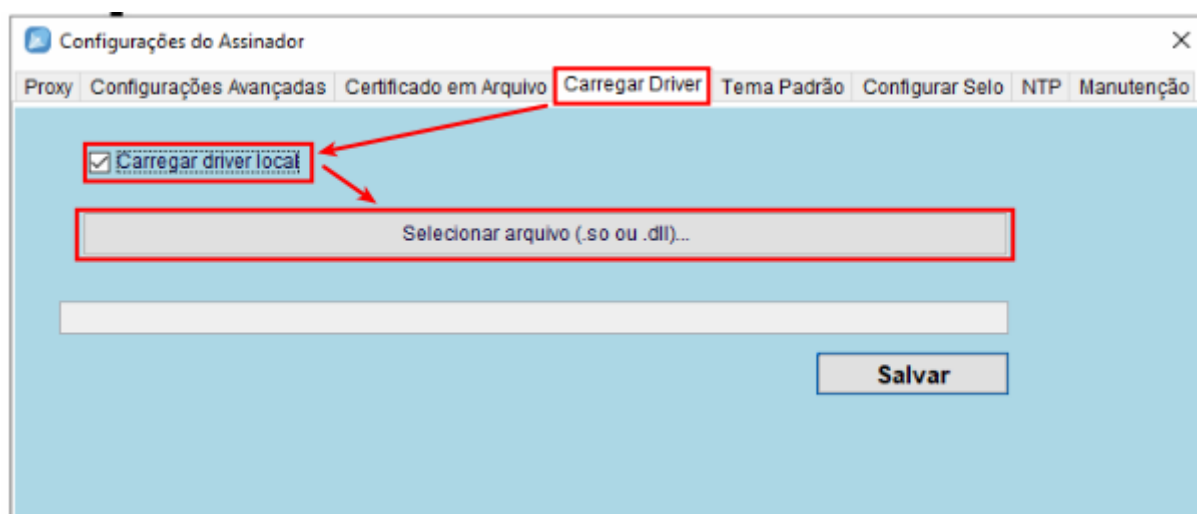 Configurações do Assinador
Proxy Configurações Avançadas Certificado em Arquivo Carregar Driver Tema Padrão Configurar Selo NTP Manutenção
Carregar driver local
Selecionar arquivo (.so ou .dll)...
Salvar